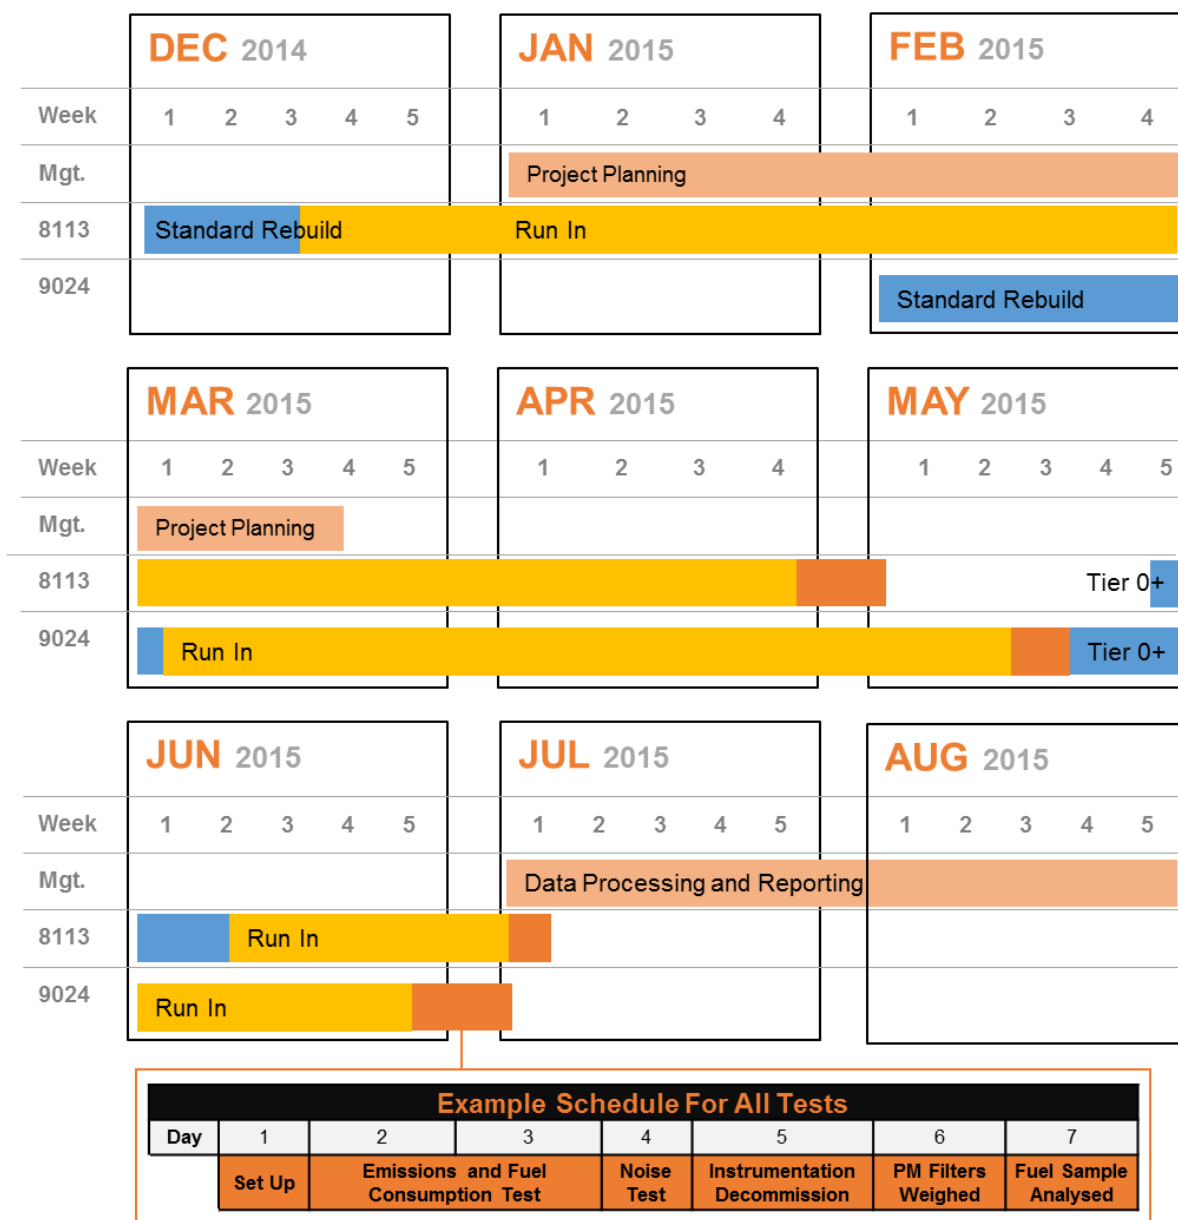 DEC 2014 JAN 2015 FEB 2015
Week 1 2 3 4 5 1 2 3 4 1 2 3 4
Mgt. Project Planning
8113 Standard Rebuild Run In
9024 Standard Rebuild
MAR 2015 APR 2015 MAY 2015
Week 1 2 3 4 5 1 2 3 4 1 2 3 4 5
Mgt. Project Planning
8113 Tier 0+
9024 Run In Tier 0+
JUN 2015 JUL 2015 AUG 2015
Week 1 2 3 4 5 1 2 3 4 5 1 2 3 4 5
Mgt. Data Processing and Reporting
8113 Run In
9024 Run In
Example Schedule For All Tests
Day 1 2 3 4 5 6 7
Set Up Emissions and Fuel Consumption Test Noise Test Instrumentation Decommission PM Filters Weighed Fuel Sample Analysed